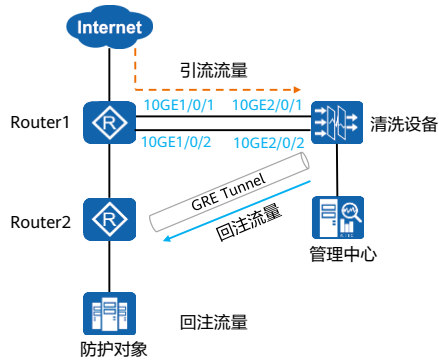 Internet
引流流量
10GE1/0/1
10GE2/0/1
Router1
清洗设备
10GE1/0/2
10GE2/0/2
GRE Tunnel
Router2
回注流量
管理中心
回注流量
防护对象